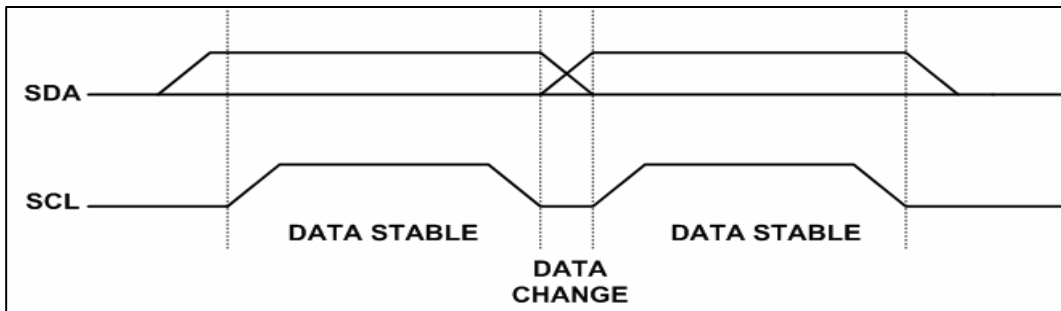 SDA
SCL
DATA STABLE
DATA STABLE
DATA
CHANGE